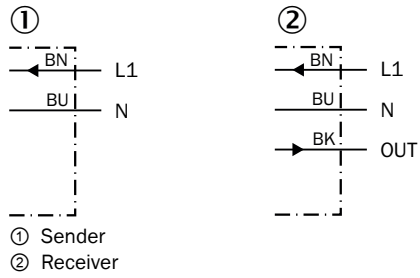 ① ②
BN L1 BN L1
BU N BU N
BK OUT
① Sender
② Receiver